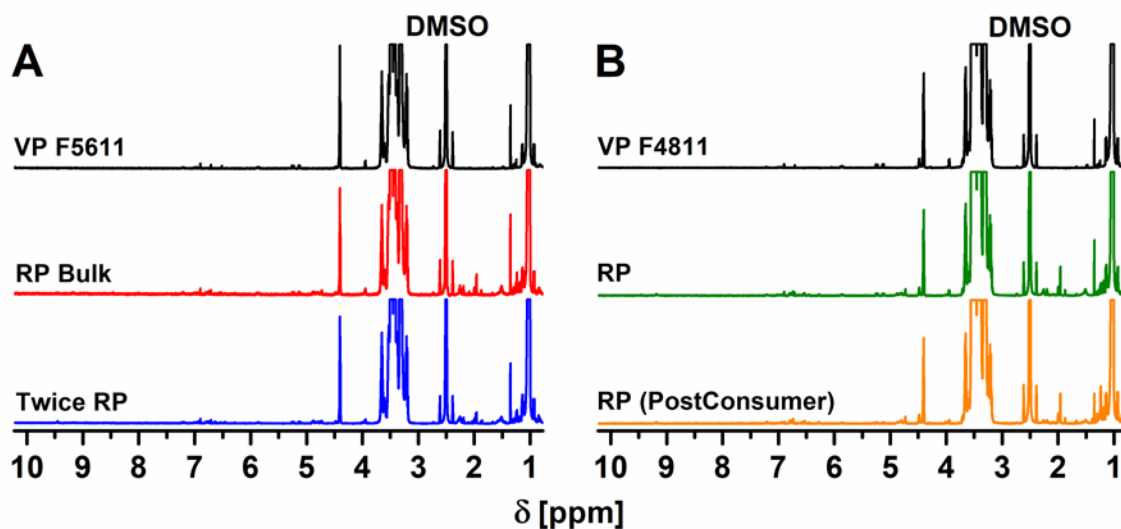 A
DMSO
VP F5611
RP Bulk
Twice RP
10 9 8 7 6 5 4 3 2 1
B
DMSO
VP F4811
RP
RP (PostConsumer)
10 9 8 7 6 5 4 3 2 1
δ [ppm]